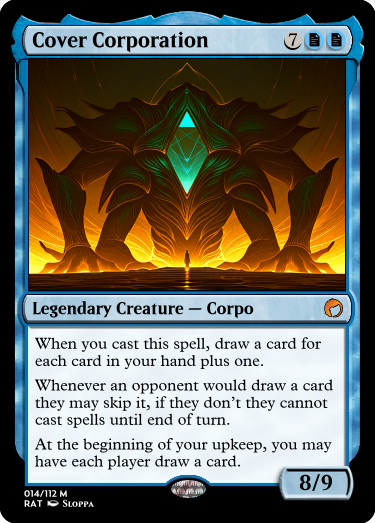 Cover Corporation 7
Legendary Creature — Corpo
When you cast this spell, draw a card for
each card in your hand plus one.
Whenever an opponent would draw a card
they may skip it, if they don't they cannot
cast spells until end of turn.
At the beginning of your upkeep, you may
have each player draw a card.
8/9
014/112 M
RAT Sloppa